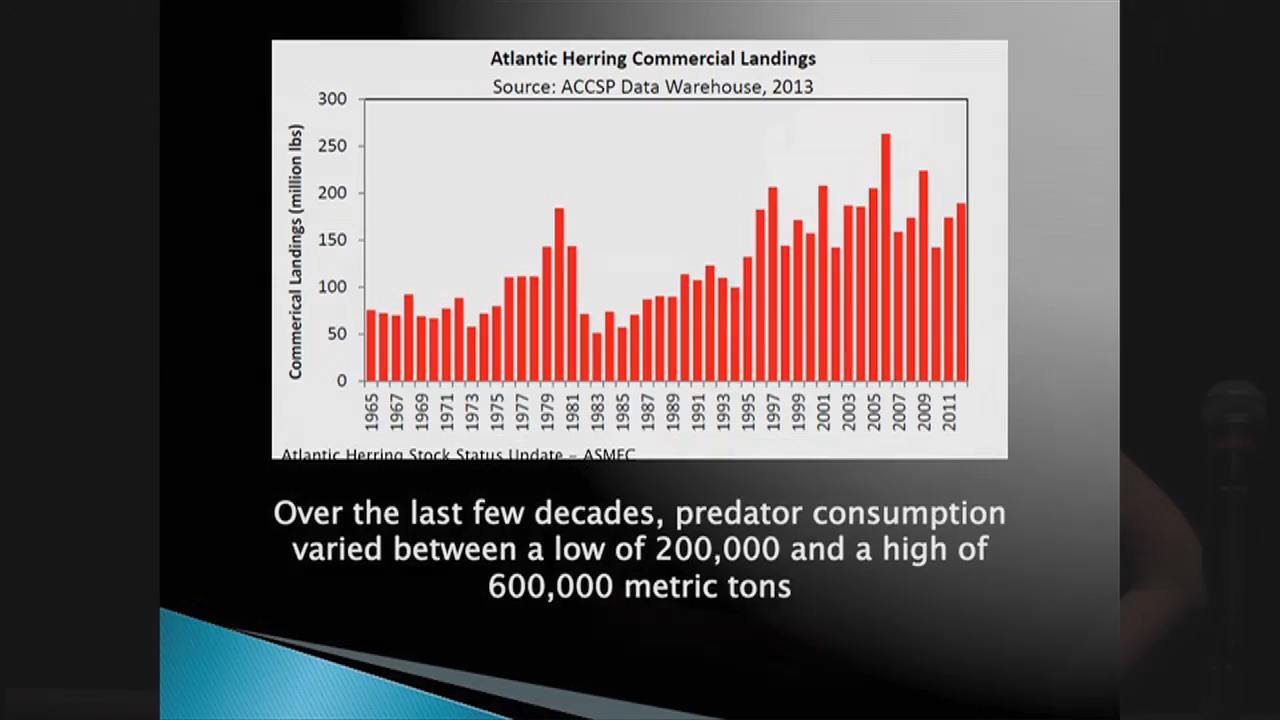 Atlantic Herring Commercial Landings
Source: ACCSP Data Warehouse, 2013
Commerical Landings (million lbs)
300
250
200
150
100
50
0
1965 1967 1969 1971 1973 1975 1977 1979 1981 1983 1985 1987 1989 1991 1993 1995 1997 1999 2001 2003 2005 2007 2009 2011
Atlantic Herring Stock Status Update – ASMFC
Over the last few decades, predator consumption
varied between a low of 200,000 and a high of
600,000 metric tons